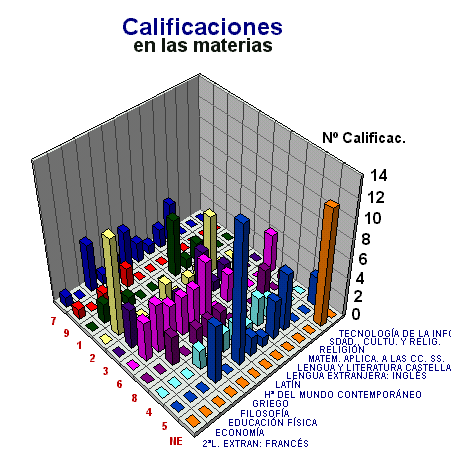 Calificaciones
en las materias
Nº Calificac.
14
12
10
8
6
4
2
0
7
9
1
2
3
6
8
4
5
NE
TECNOLOGÍA DE LA INFO
SDAD., CULTU. Y RELIG.
RELIGIÓN
MATEM. APLICA. A LAS CC. SS.
LENGUA Y LITERATURA CASTELLA
LENGUA EXTRANJERA: INGLÉS
LATÍN
Hª DEL MUNDO CONTEMPORÁNEO
GRIEGO
FILOSOFÍA
EDUCACIÓN FÍSICA
ECONOMÍA
2ªL. EXTRAN: FRANCÉS